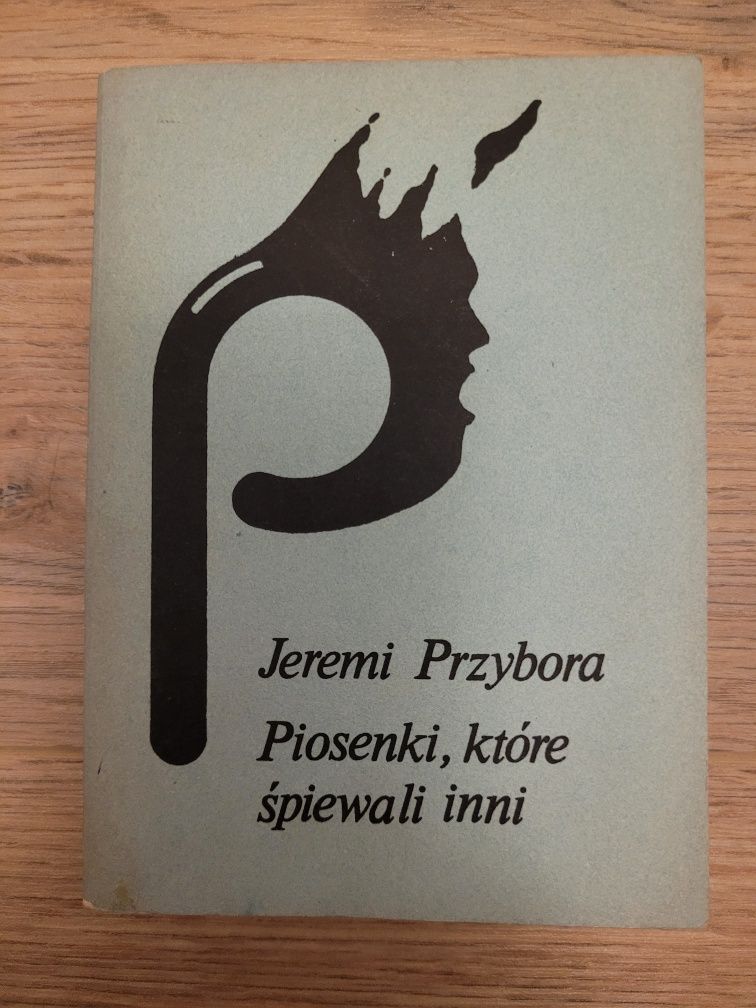 Jeremi Przybora
Piosenki, które
śpiewali inni